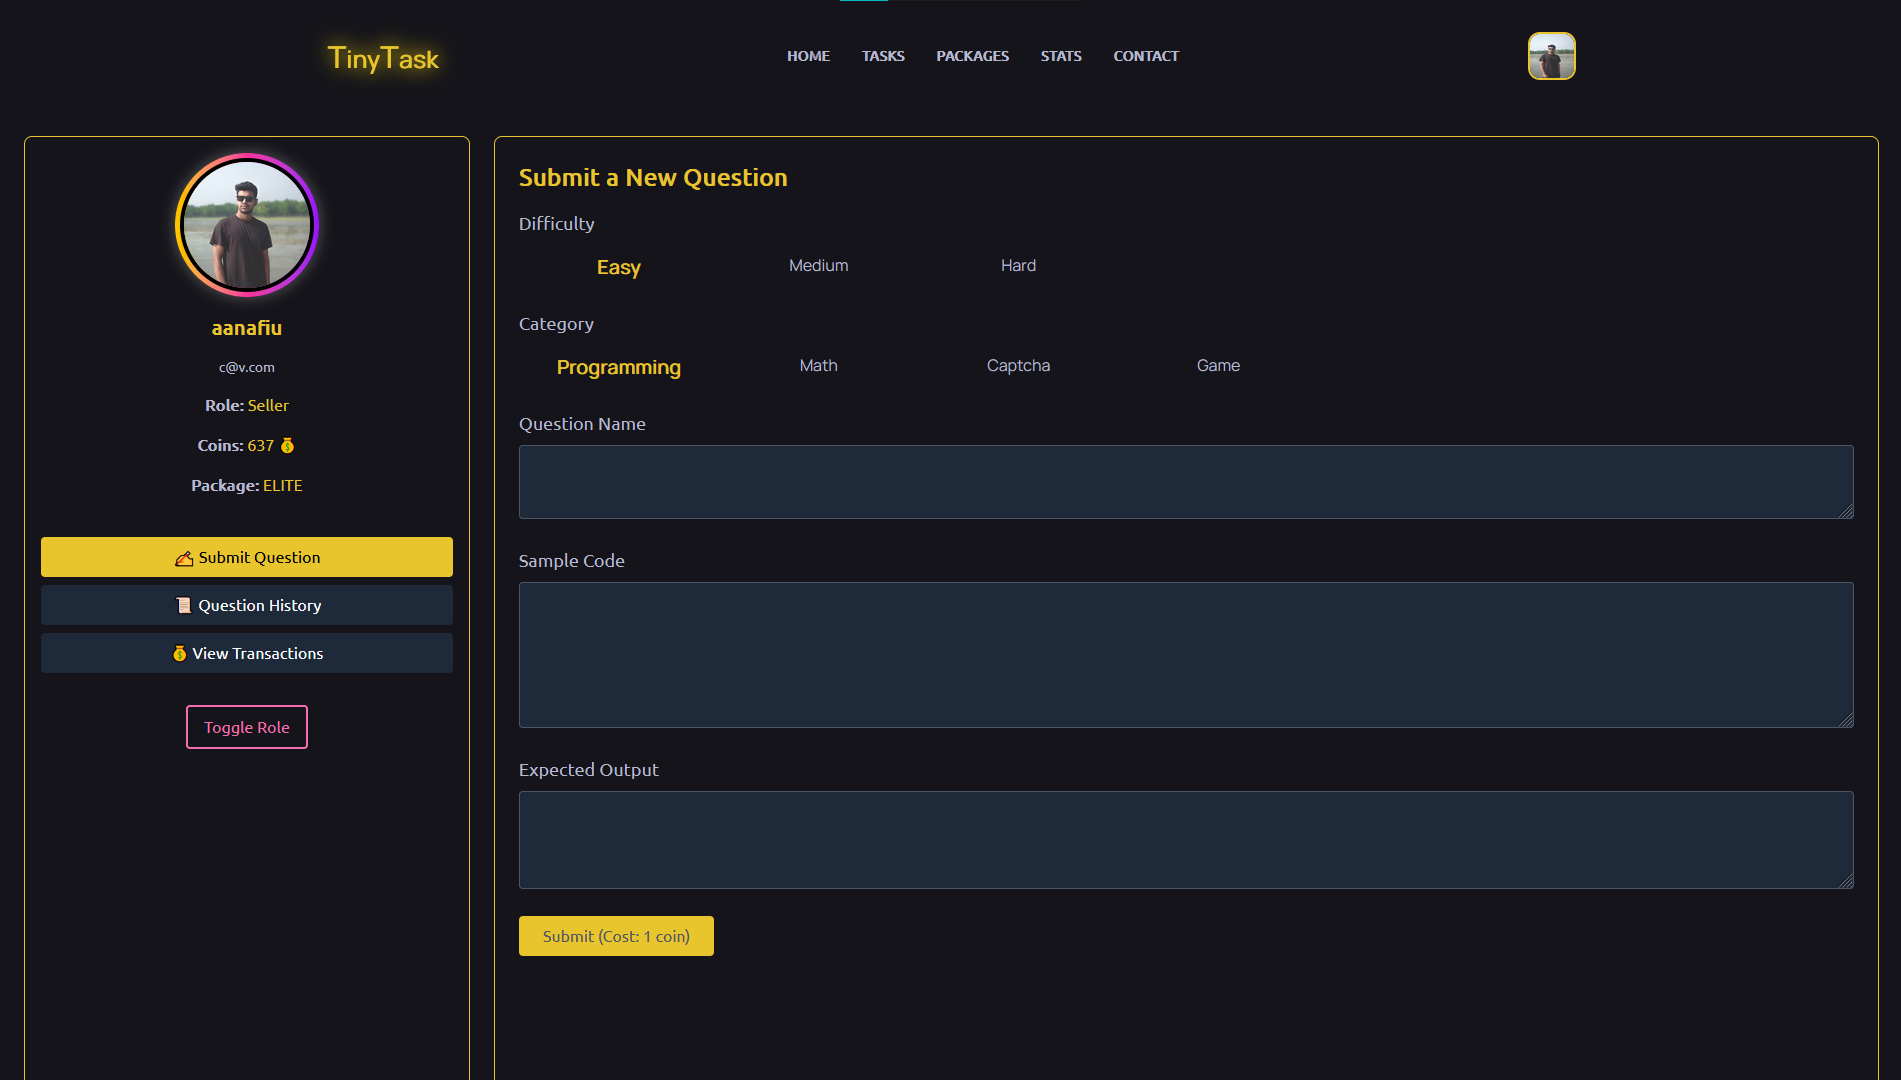 TinyTask
HOME TASKS PACKAGES STATS CONTACT
aanafiu
c@v.com
Role: Seller
Coins: 637 💰
Package: ELITE
✍ Submit Question
📜 Question History
💰 View Transactions
Toggle Role
Submit a New Question
Difficulty
Easy Medium Hard
Category
Programming Math Captcha Game
Question Name
Sample Code
Expected Output
Submit (Cost: 1 coin)